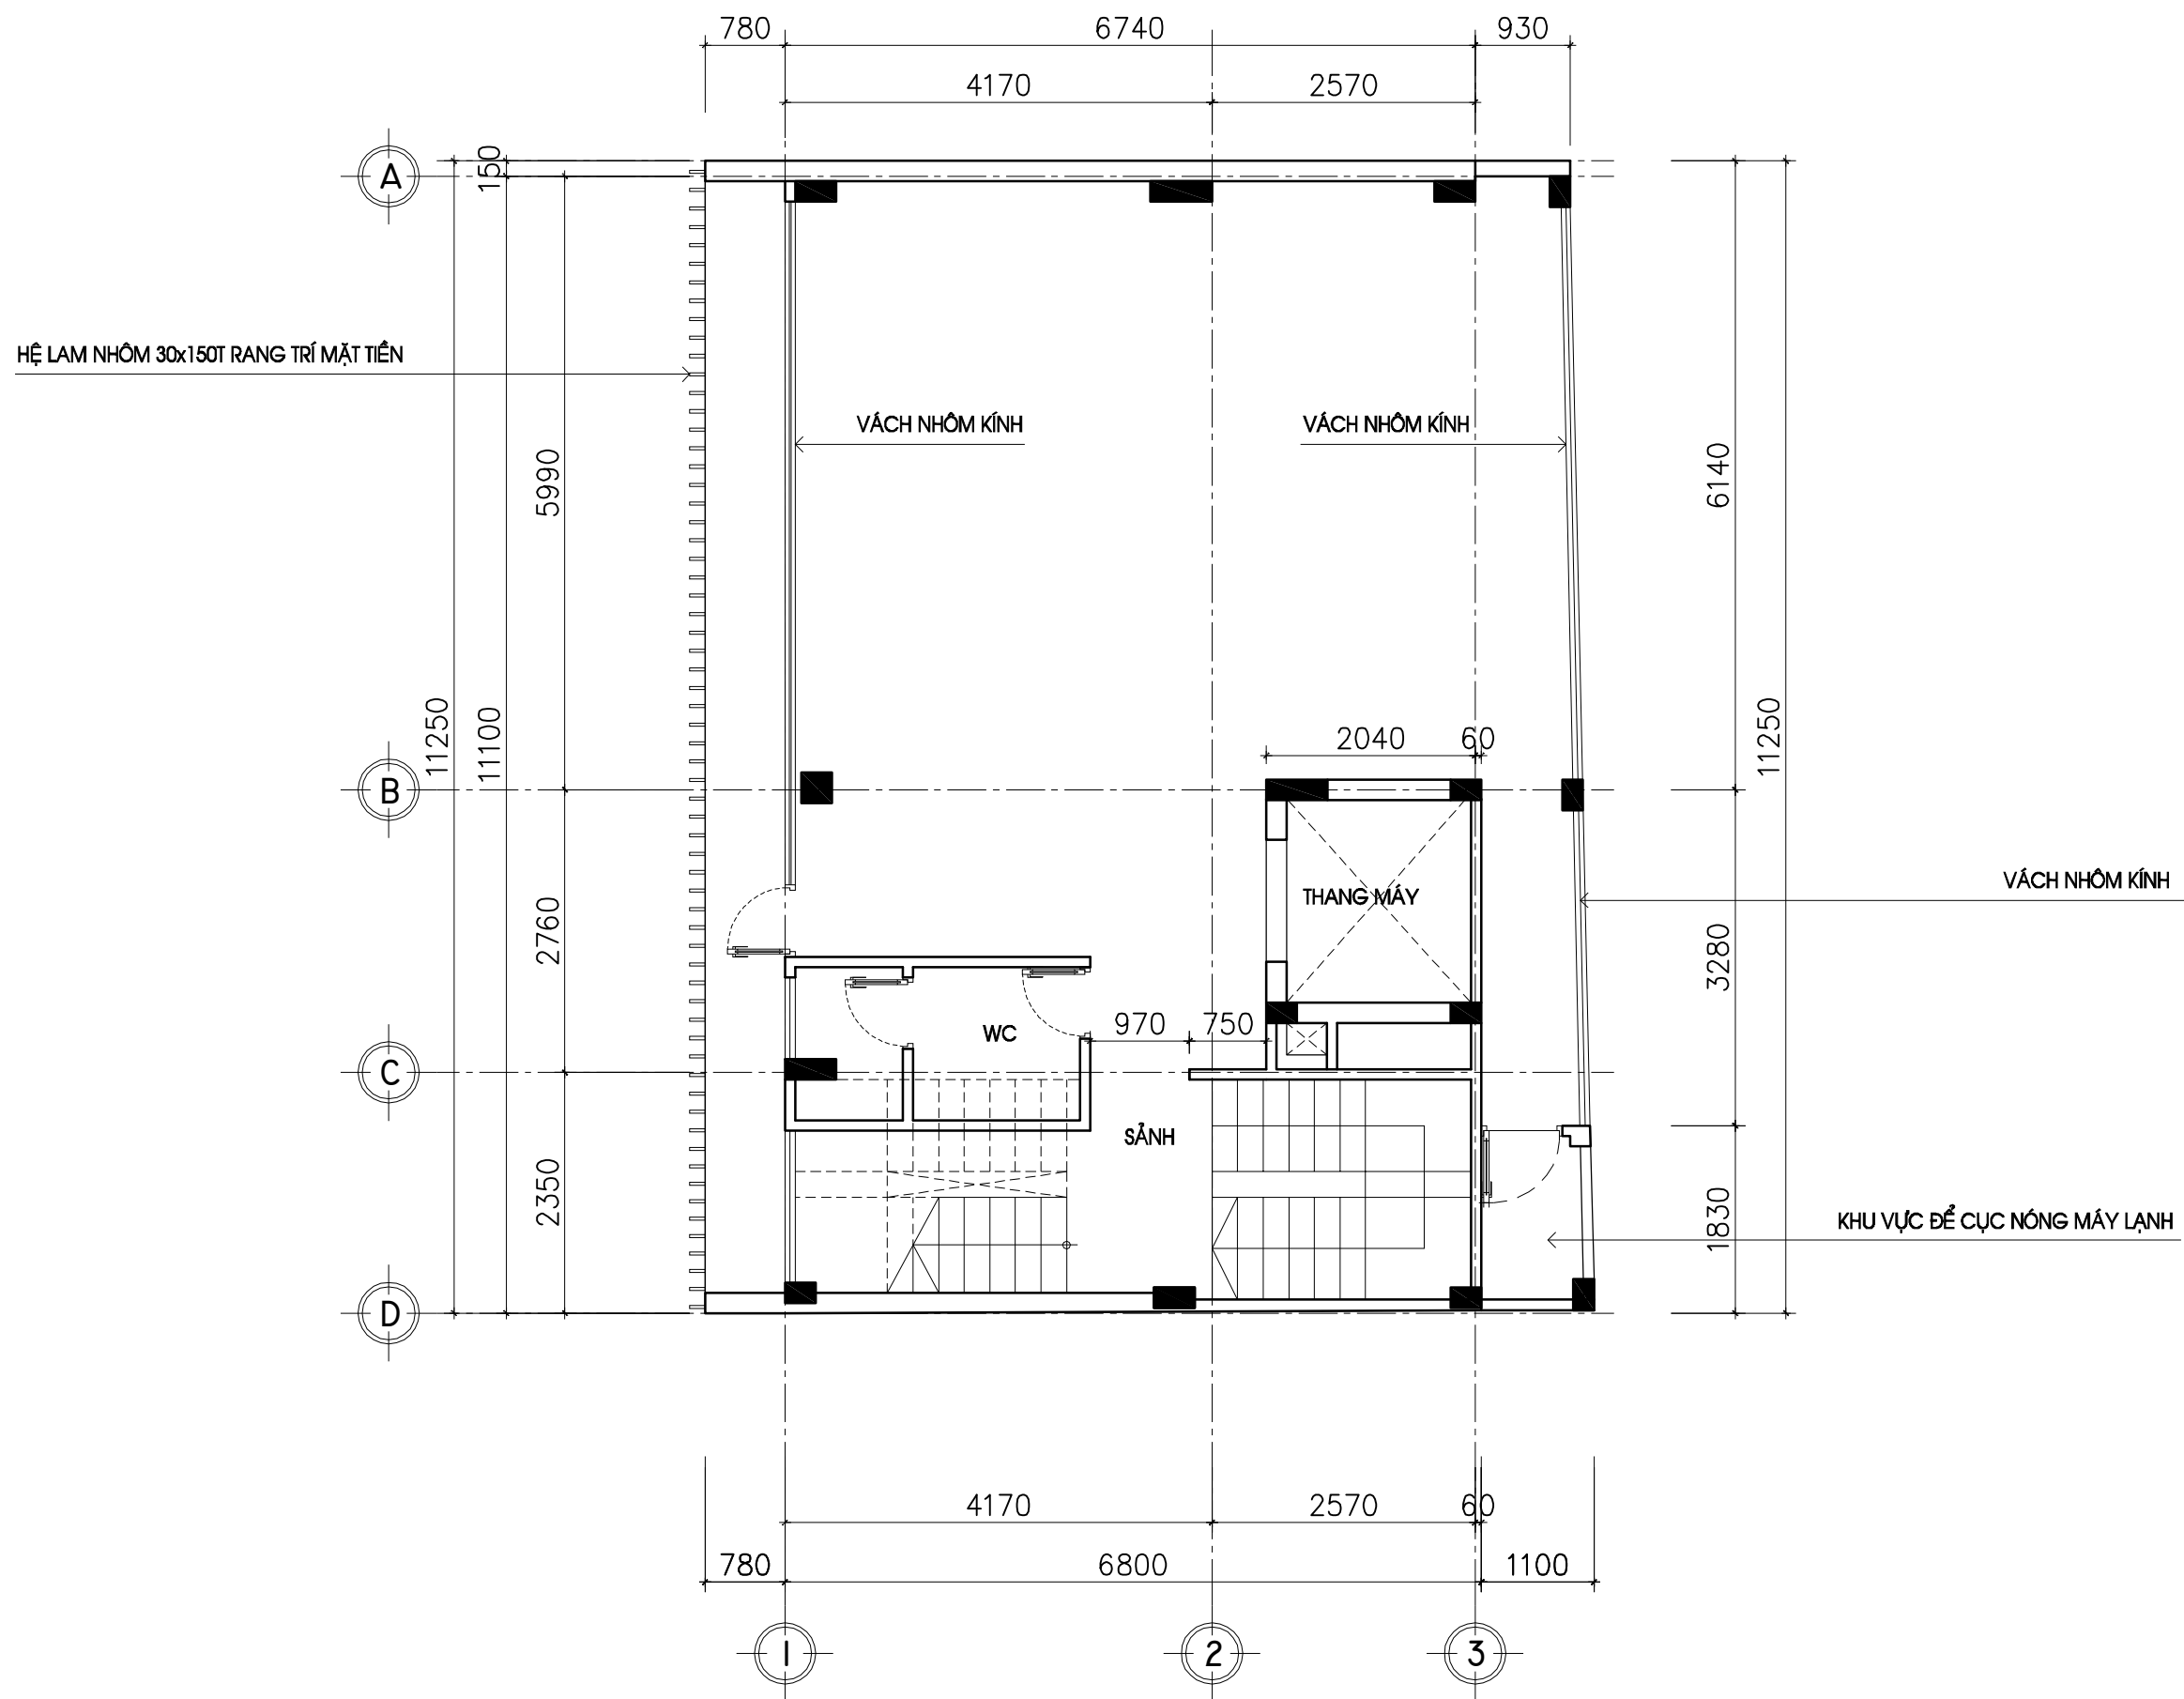 780 6740 930
4170 2570
A
150
HỆ LAM NHÔM 30x150T RANG TRÍ MẶT TIỀN
VÁCH NHÔM KÍNH
VÁCH NHÔM KÍNH
5990
6140
11250
11100
11250
2040 60
B
THANG MÁY
VÁCH NHÔM KÍNH
2760
3280
WC
970 750
C
SẢNH
2350
1830
KHU VỰC ĐỂ CỤC NÓNG MÁY LẠNH
D
4170 2570 60
780 6800 1100
1 2 3